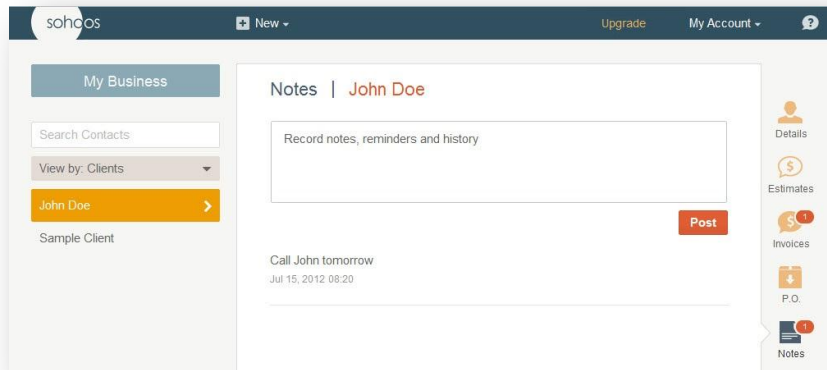 sohoos
New
Upgrade
My Account
?
My Business
Search Contacts
View by: Clients
John Doe
Sample Client
Notes | John Doe
Record notes, reminders and history
Post
Call John tomorrow
Jul 15, 2012 08:20
Details
$
Estimates
$ 1
Invoices
P.O.
1
Notes